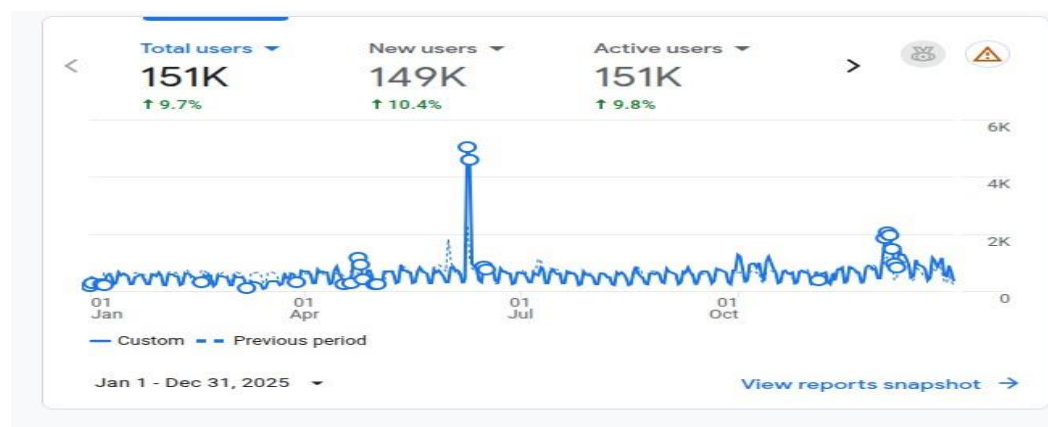 Total users New users Active users
151K 149K 151K
↑ 9.7% ↑ 10.4% ↑ 9.8%
6K
4K
2K
0
01 01 01 01
Jan Apr Jul Oct
Custom Previous period
Jan 1 - Dec 31, 2025
View reports snapshot →